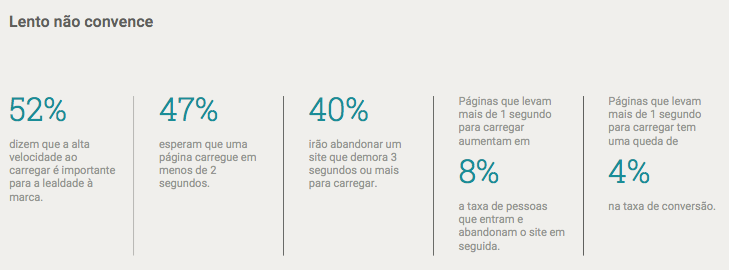 Lento não convence
52%
dizem que a alta
velocidade ao
carregar é importante
para a lealdade à
marca.
47%
esperam que uma
página carregue em
menos de 2
segundos.
40%
irão abandonar um
site que demora 3
segundos ou mais
para carregar.
Páginas que levam
mais de 1 segundo
para carregar
aumentam em
8%
a taxa de pessoas
que entram e
abandonam o site em
seguida.
Páginas que levam
mais de 1 segundo
para carregar tem
uma queda de
4%
na taxa de conversão.